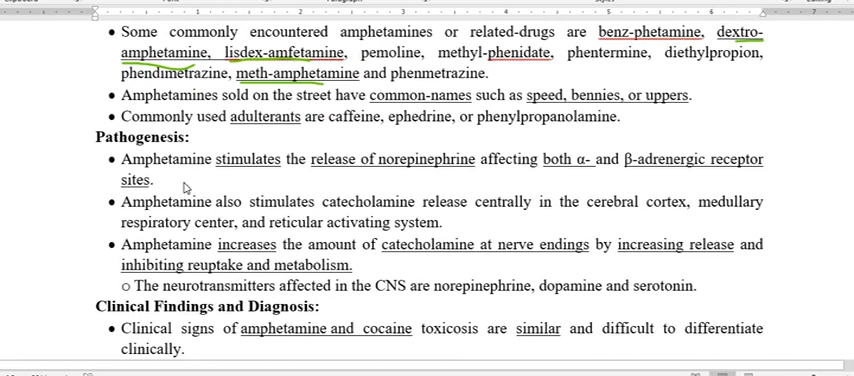 • Some commonly encountered amphetamines or related-drugs are benz-phetamine, dextro-
amphetamine, lisdex-amfetamine, pemoline, methyl-phenidate, phentermine, diethylpropion,
phendimetrazine, meth-amphetamine and phenmetrazine.
• Amphetamines sold on the street have common-names such as speed, bennies, or uppers.
• Commonly used adulterants are caffeine, ephedrine, or phenylpropanolamine.
Pathogenesis:
• Amphetamine stimulates the release of norepinephrine affecting both α- and β-adrenergic receptor
sites.
• Amphetamine also stimulates catecholamine release centrally in the cerebral cortex, medullary
respiratory center, and reticular activating system.
• Amphetamine increases the amount of catecholamine at nerve endings by increasing release and
inhibiting reuptake and metabolism.
o The neurotransmitters affected in the CNS are norepinephrine, dopamine and serotonin.
Clinical Findings and Diagnosis:
• Clinical signs of amphetamine and cocaine toxicosis are similar and difficult to differentiate
clinically.